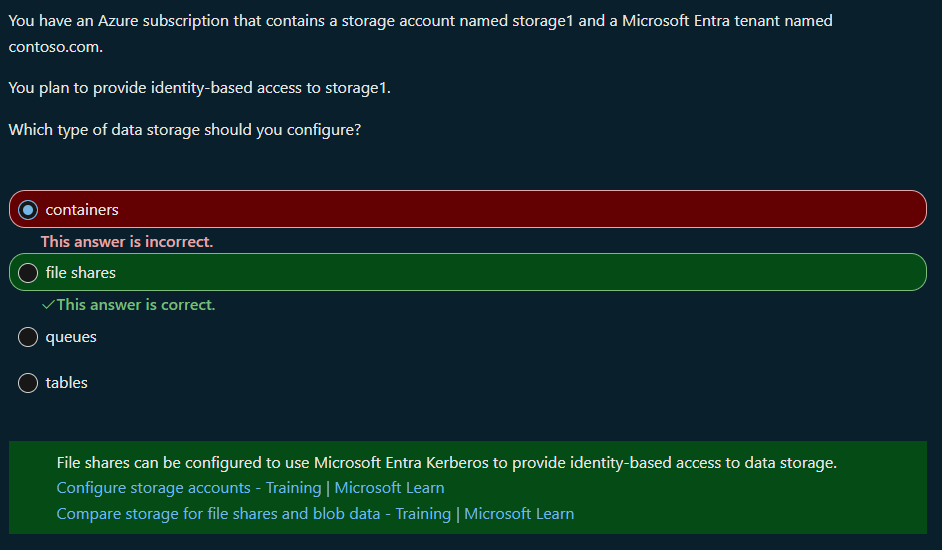 You have an Azure subscription that contains a storage account named storage1 and a Microsoft Entra tenant named
contoso.com.
You plan to provide identity-based access to storage1.
Which type of data storage should you configure?
containers
This answer is incorrect.
file shares
✓This answer is correct.
queues
tables
File shares can be configured to use Microsoft Entra Kerberos to provide identity-based access to data storage.
Configure storage accounts - Training | Microsoft Learn
Compare storage for file shares and blob data - Training | Microsoft Learn